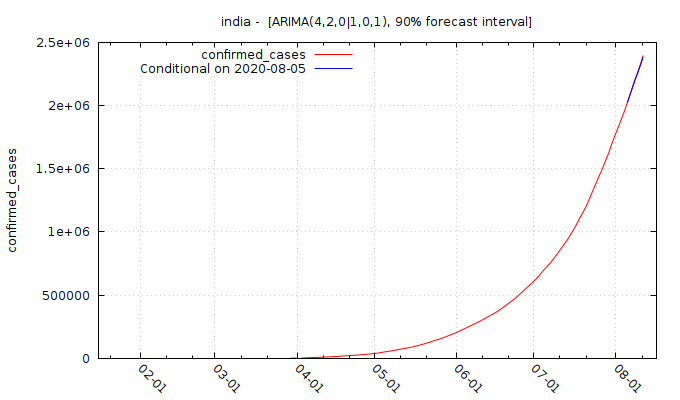 india -  [ARIMA(4,2,0|1,0,1), 90% forecast interval]
confirmed_cases
Conditional on 2020-08-05
2.5e+06
2e+06
1.5e+06
1e+06
500000
0
confirmed_cases
02-01
03-01
04-01
05-01
06-01
07-01
08-01